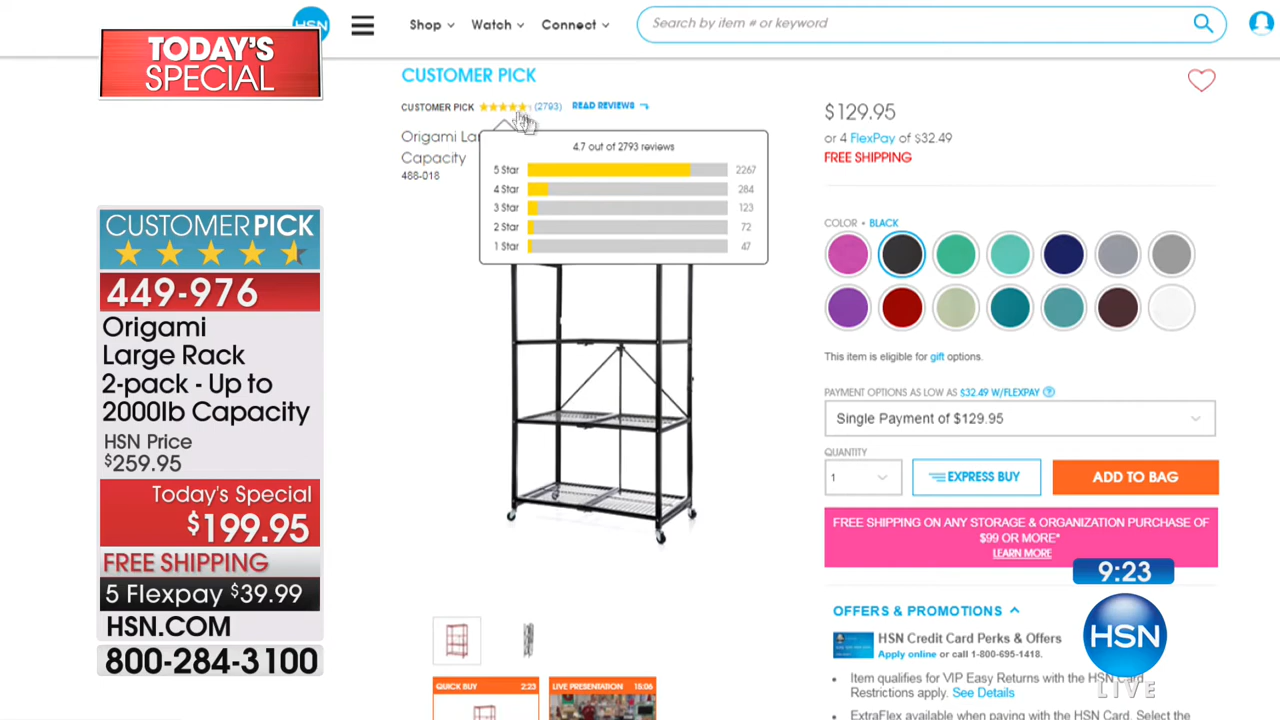 HSN
Shop
Watch
Connect
Search by item # or keyword
TODAY'S
SPECIAL
CUSTOMER PICK
CUSTOMER PICK
(2793)
READ REVIEWS
Origami La
Capacity
488-018
4.7 out of 2793 reviews
5 Star 2267
4 Star 284
3 Star 123
2 Star 72
1 Star 47
$129.95
or 4 FlexPay of $32.49
FREE SHIPPING
COLOR • BLACK
This item is eligible for gift options.
PAYMENT OPTIONS AS LOW AS $32.49 W/FLEXPAY ?
Single Payment of $129.95
QUANTITY
1
EXPRESS BUY
ADD TO BAG
FREE SHIPPING ON ANY STORAGE & ORGANIZATION PURCHASE OF
$99 OR MORE*
LEARN MORE
OFFERS & PROMOTIONS
HSN Credit Card Perks & Offers
Apply online or call 1-800-695-1418.
Item qualifies for VIP Easy Returns with the HSN Card.
Restrictions apply. See Details
ExtraFlex available when paying with the HSN Card. Select the
CUSTOMER PICK
449-976
Origami
Large Rack
2-pack - Up to
2000lb Capacity
HSN Price
$259.95
Today's Special
$199.95
FREE SHIPPING
5 Flexpay $39.99
HSN.COM
800-284-3100
QUICK BUY 2:23
LIVE PRESENTATION 15:06
9:23
HSN
LIVE